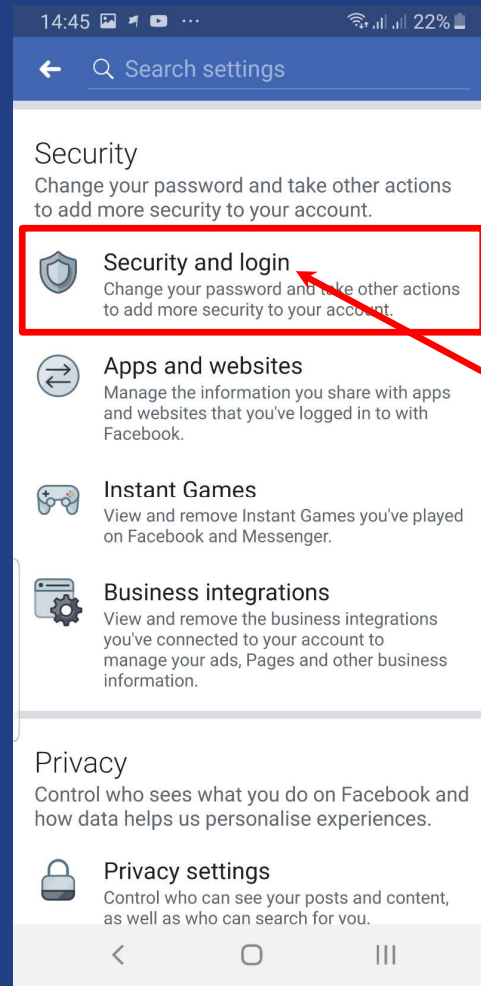 14:45 ... 22%
Search settings
Security
Change your password and take other actions
to add more security to your account.
Security and login
Change your password and take other actions
to add more security to your account.
Apps and websites
Manage the information you share with apps
and websites that you've logged in to with
Facebook.
Instant Games
View and remove Instant Games you've played
on Facebook and Messenger.
Business integrations
View and remove the business integrations
you've connected to your account to
manage your ads, Pages and other business
information.
Privacy
Control who sees what you do on Facebook and
how data helps us personalise experiences.
Privacy settings
Control who can see your posts and content,
as well as who can search for you.